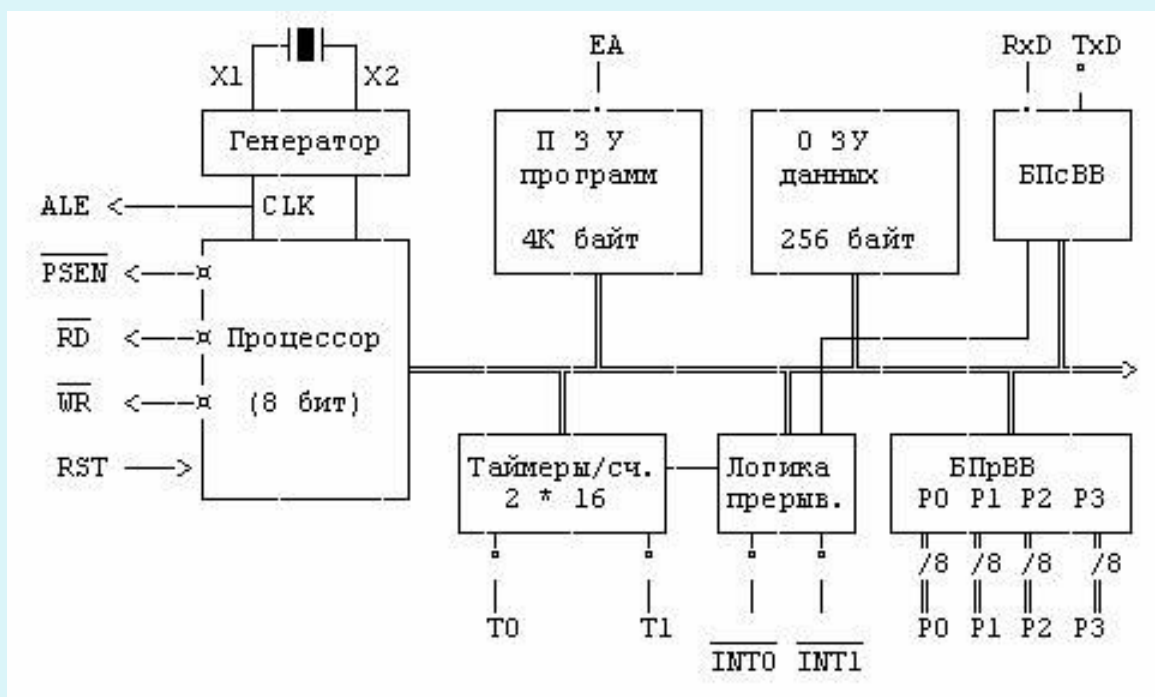 EA RxD TxD
X1 X2
Генератор
П З У
программ
4К байт
О ЗУ
данных
256 байт
БПсВВ
ALE CLK
PSEN
RD
WR
RST
Процессор
(8 бит)
Таймеры/сч.
2 * 16
Логика
прерыв.
БПрВВ
P0 P1 P2 P3
/8 /8 /8 /8
T0 T1
INT0 INT1
P0 P1 P2 P3